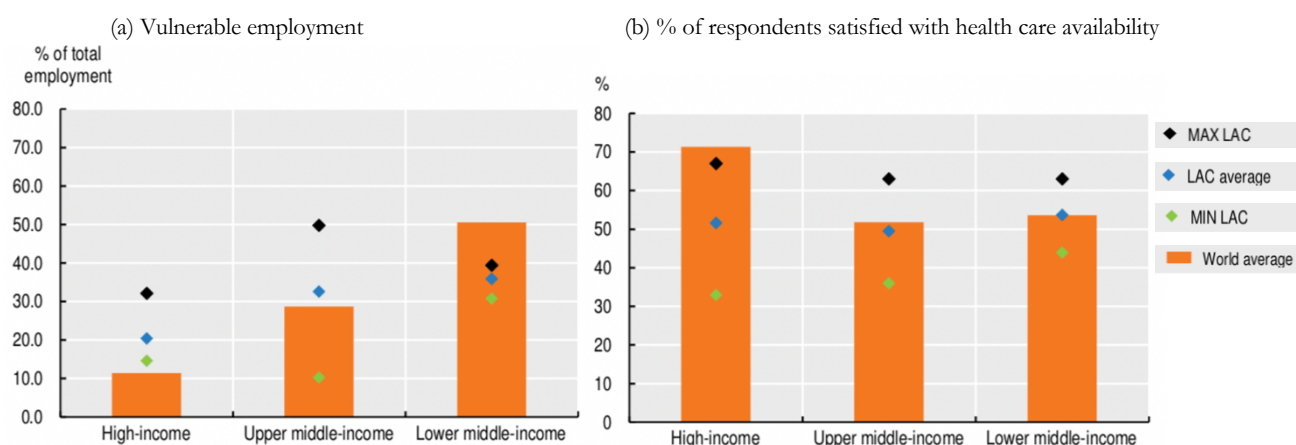 (a) Vulnerable employment
% of total
employment
80.0
70.0
60.0
50.0
40.0
30.0
20.0
10.0
0.0
High-income
Upper middle-income
Lower middle-income
(b) % of respondents satisfied with health care availability
%
80
70
60
50
40
30
20
10
0
High-income
Upper middle-income
Lower middle-income
MAX LAC
LAC average
MIN LAC
World average